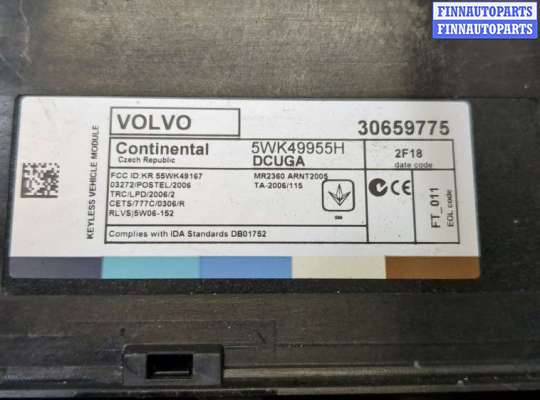 FINNAUTOPARTS
FINNAUTOPARTS
FINNAUTOPARTS
KEYLESS VEHICLE MODULE
VOLVO
30659775
Continental
Czech Republic
5WK49955H
DCUGA
2F18
date code
FCC ID:KR 55WK49167
03272/POSTEL/2006
TRC/LPD/2006/2
CETS/777C/0306/R
RLVS|5W06-152
MR2360 ARNT2005
TA-2006/115
CE
FT_011
EOL code
Complies with IDA Standards DB01752